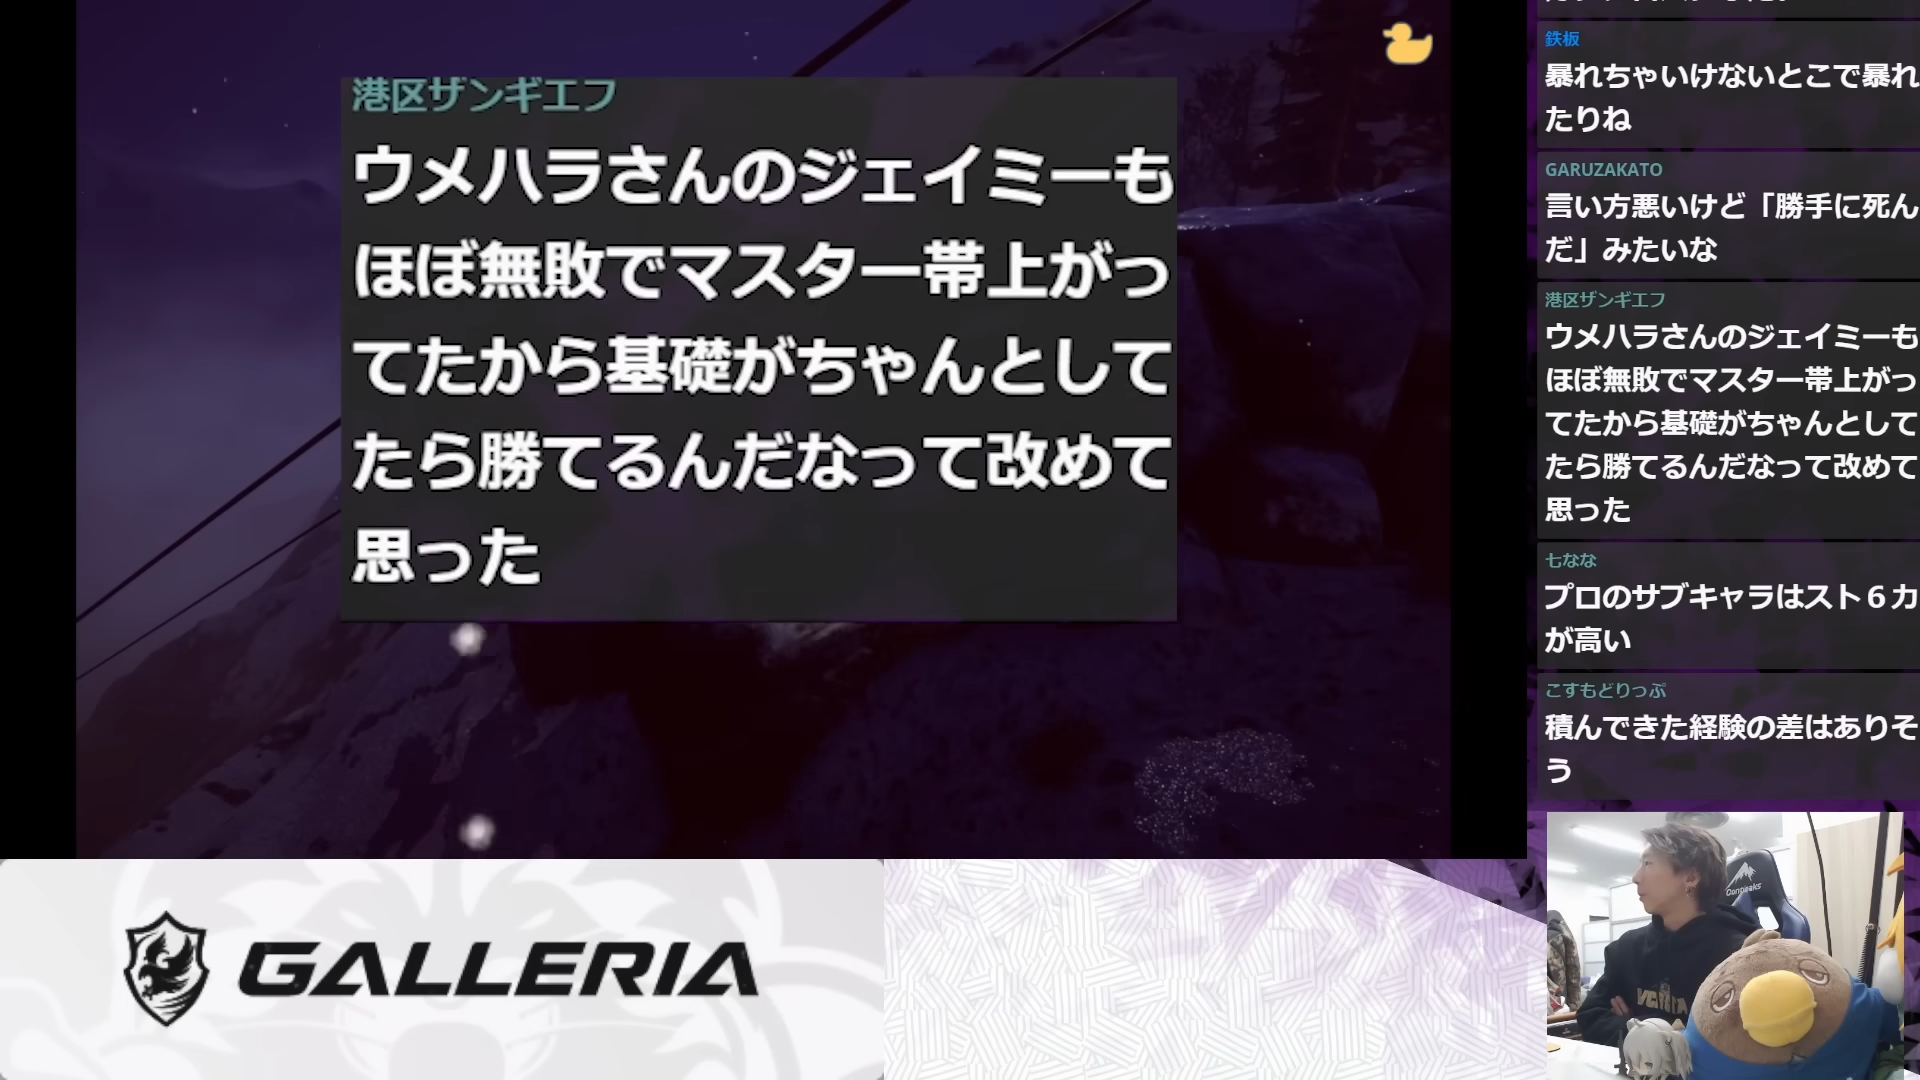 港区ザンギエフ
ウメハラさんのジェイミーも
ほぼ無敗でマスター帯上がっ
てたから基礎がちゃんとして
たら勝てるんだなって改めて
思った
鉄板
暴れちゃいけないとこで暴れ
たりね
GARUZAKATO
言い方悪いけど「勝手に死ん
だ」みたいな
港区ザンギエフ
ウメハラさんのジェイミーも
ほぼ無敗でマスター帯上がっ
てたから基礎がちゃんとして
たら勝てるんだなって改めて
思った
七なな
プロのサブキャラはスト６力
が高い
こすもどりっぷ
積んできた経験の差はありそ
う
GALLERIA
Contieaks